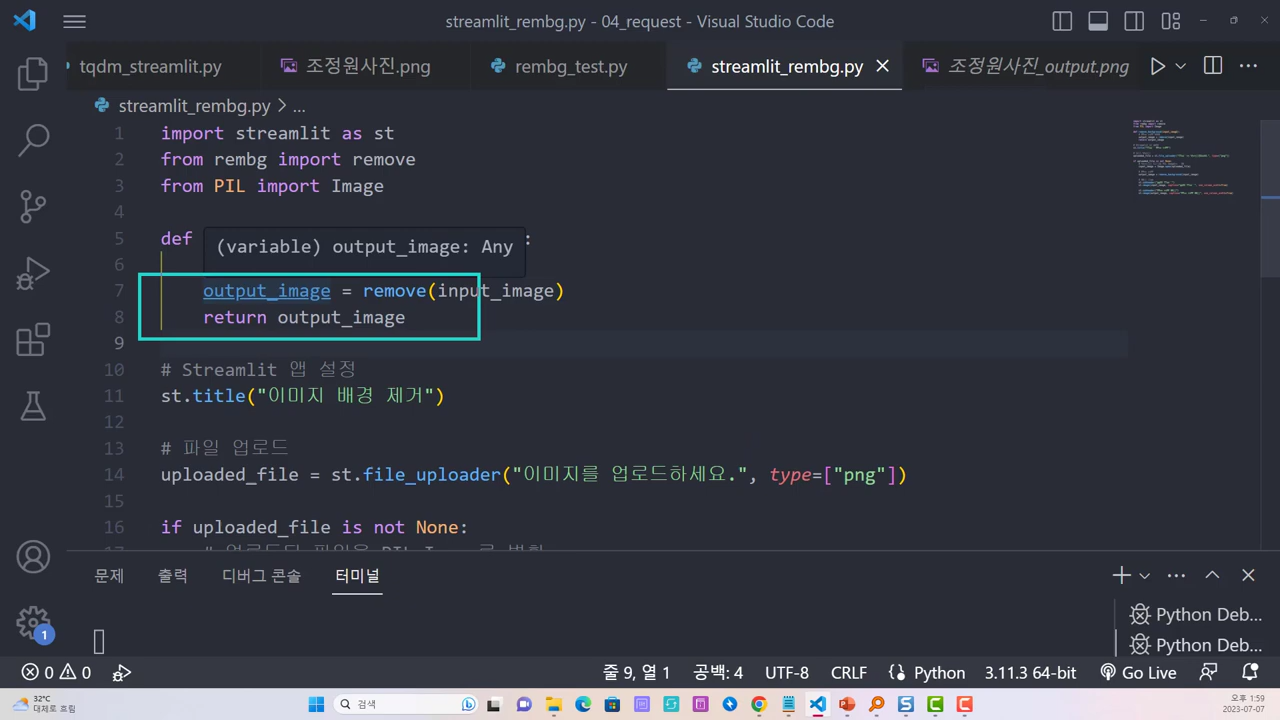 streamlit_rembg.py - 04_request - Visual Studio Code
tqdm_streamlit.py
조정원사진.png
rembg_test.py
streamlit_rembg.py
조정원사진_output.png
streamlit_rembg.py > ...
1 import streamlit as st
2 from rembg import remove
3 from PIL import Image
4
5 def :
(variable) output_image: Any
6
7 output_image = remove(input_image)
8 return output_image
9
10 # Streamlit 앱 설정
11 st.title("이미지 배경 제거")
12
13 # 파일 업로드
14 uploaded_file = st.file_uploader("이미지를 업로드하세요.", type=["png"])
15
16 if uploaded_file is not None:
문제 출력 디버그 콘솔 터미널
Python Deb...
Python Deb...
0 0
줄 9, 열 1 공백: 4 UTF-8 CRLF Python 3.11.3 64-bit Go Live
1
32°C
대체로 흐림
검색
오후 1:59
2023-07-07